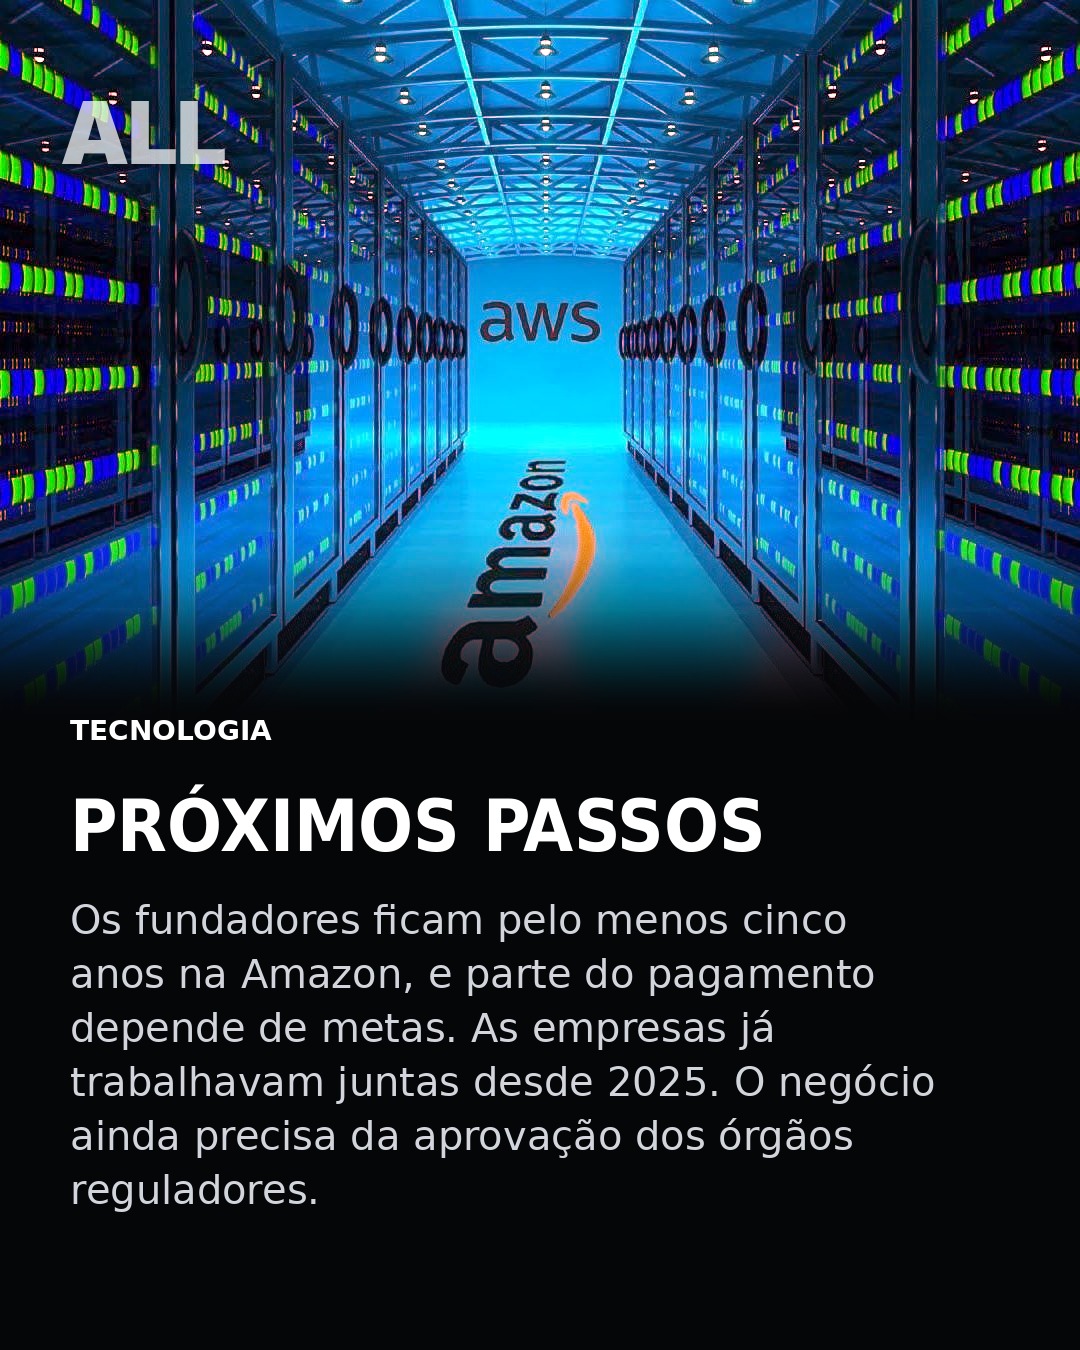 ALL
aws
amazon
TECNOLOGIA
PRÓXIMOS PASSOS
Os fundadores ficam pelo menos cinco
anos na Amazon, e parte do pagamento
depende de metas. As empresas já
trabalhavam juntas desde 2025. O negócio
ainda precisa da aprovação dos órgãos
reguladores.